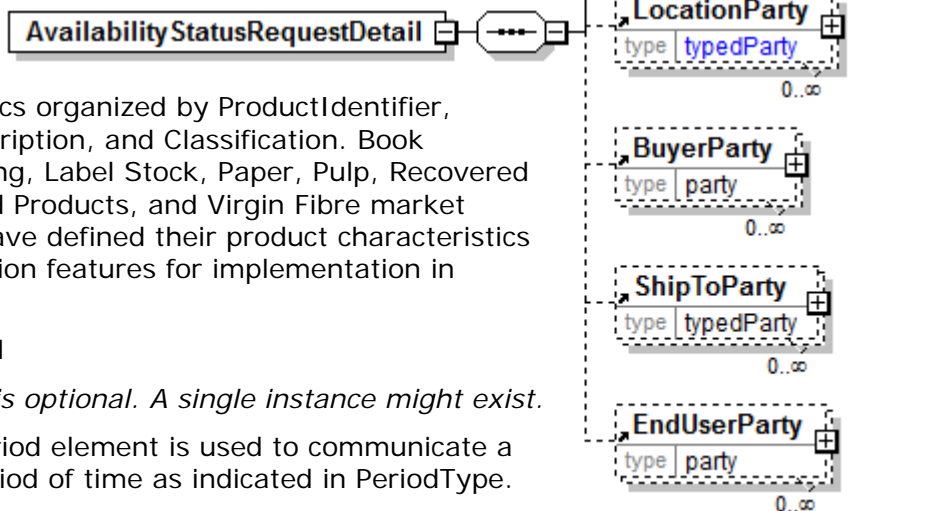 AvailabilityStatusRequestDetail
cs organized by ProductIdentifier,
ription, and Classification. Book
ng, Label Stock, Paper, Pulp, Recovered
d Products, and Virgin Fibre market
ave defined their product characteristics
ion features for implementation in
is optional. A single instance might exist.
riod element is used to communicate a
riod of time as indicated in PeriodType.
LocationParty
type typedParty
0..∞
BuyerParty
type party
0..∞
ShipToParty
type typedParty
0..∞
EndUserParty
type party
0..∞